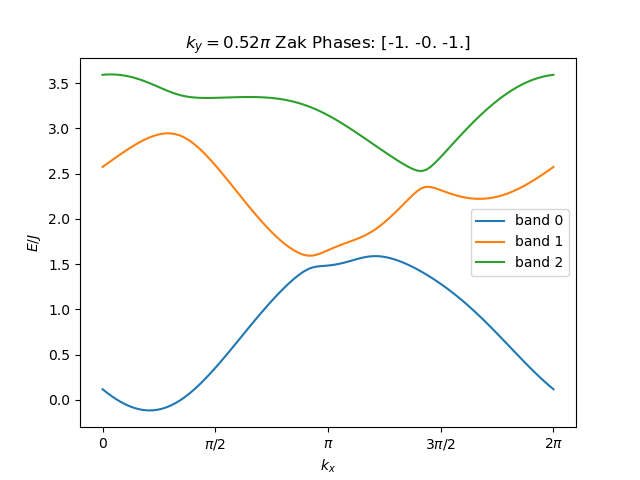 k_y = 0.52π Zak Phases: [-1. -0. -1.]
E/J
3.5
3.0
2.5
2.0
1.5
1.0
0.5
0.0
band 0
band 1
band 2
0 π/2 π 3π/2 2π
k_x